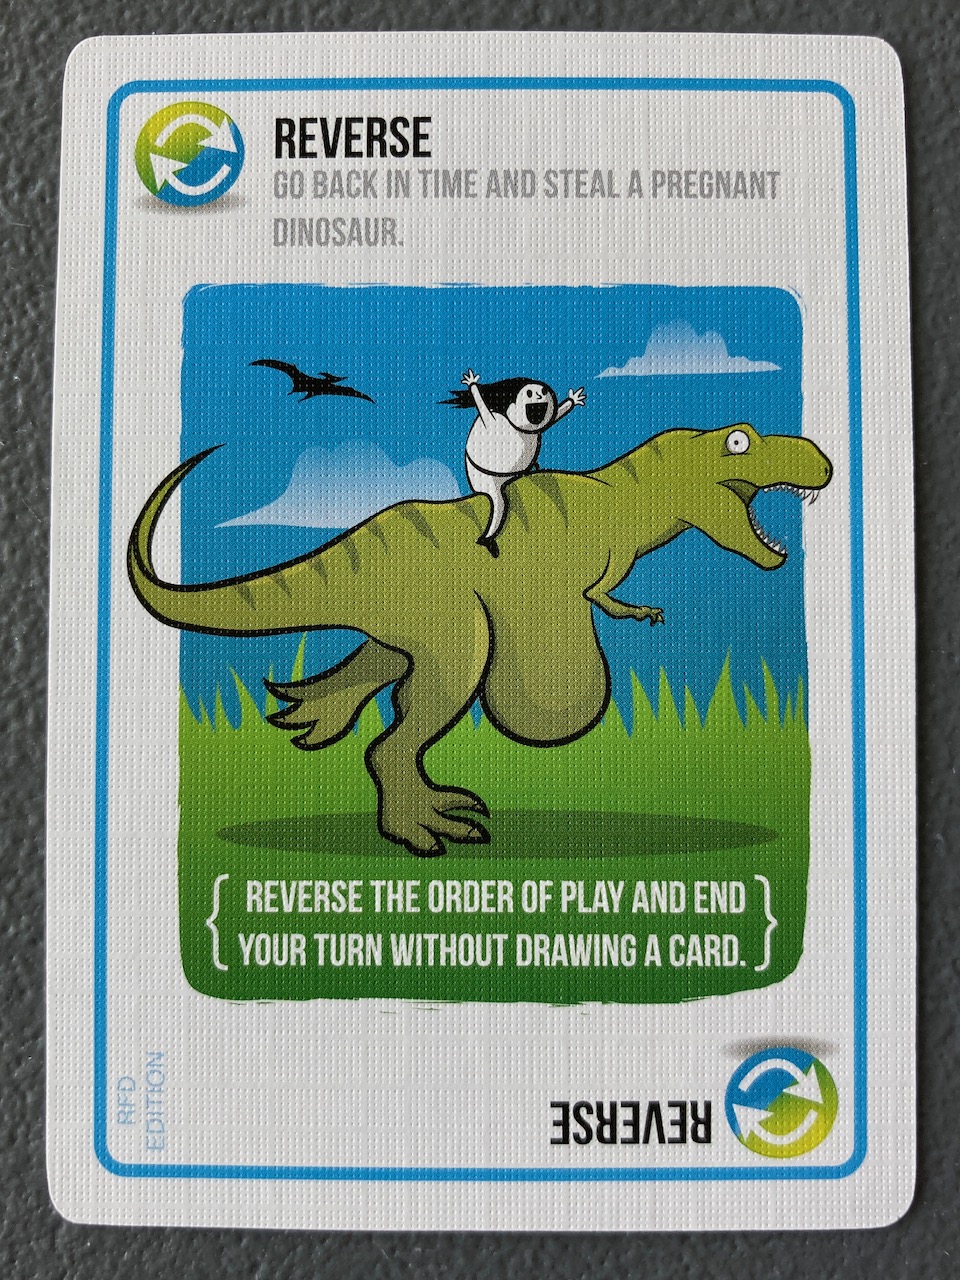 REVERSE
GO BACK IN TIME AND STEAL A PREGNANT
DINOSAUR.
{ REVERSE THE ORDER OF PLAY AND END
YOUR TURN WITHOUT DRAWING A CARD. }
RFD
EDITION
REVERSE